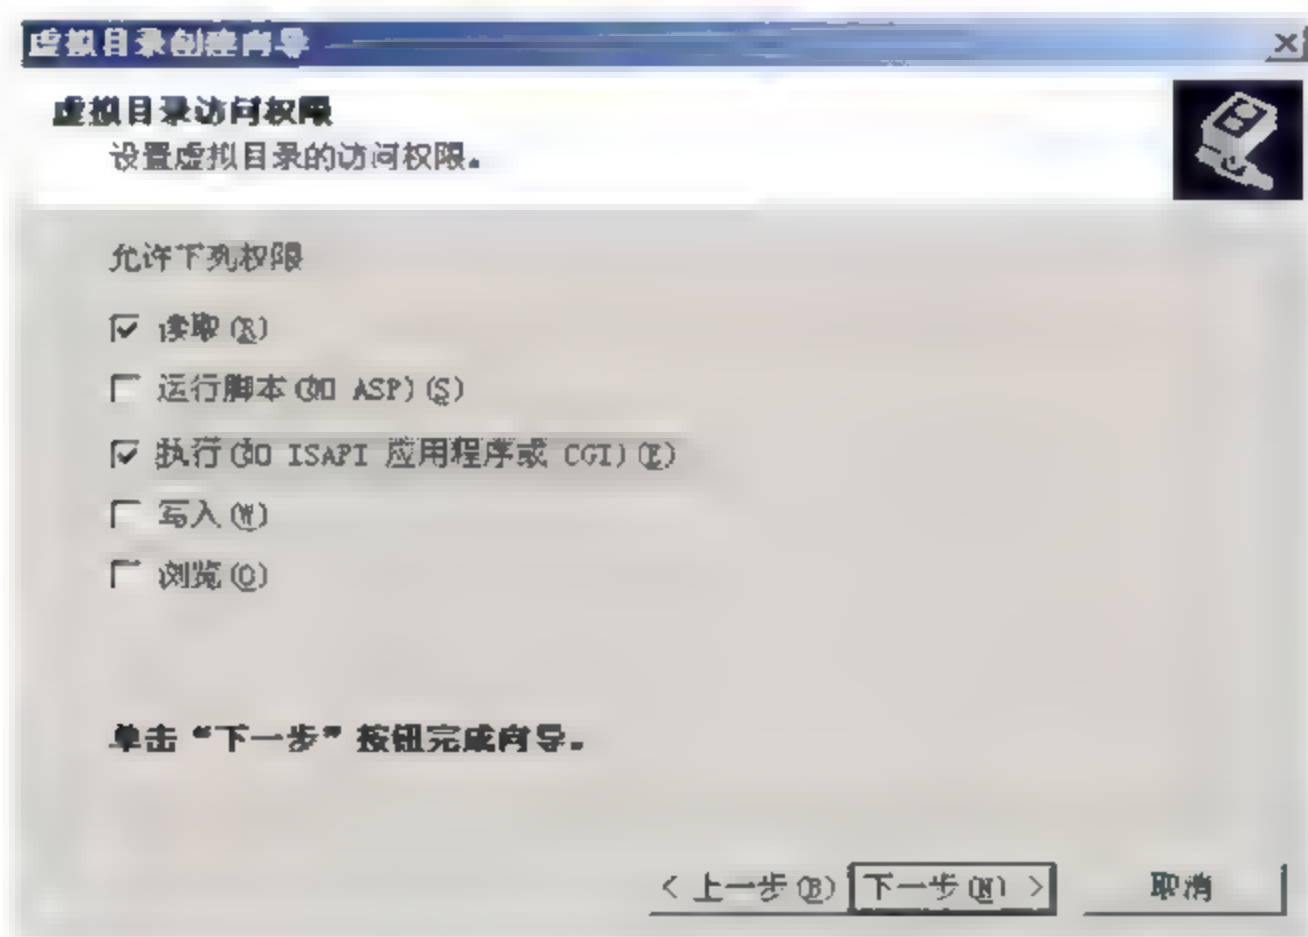 虚拟目录创建向导
虚拟目录访问权限
设置虚拟目录的访问权限。
允许下列权限
读取(R)
运行脚本(如 ASP)(S)
执行(如 ISAPI 应用程序或 CGI)(E)
写入(W)
浏览(O)
单击“下一步”按钮完成向导。
< 上一步(B) 下一步(N) > 取消